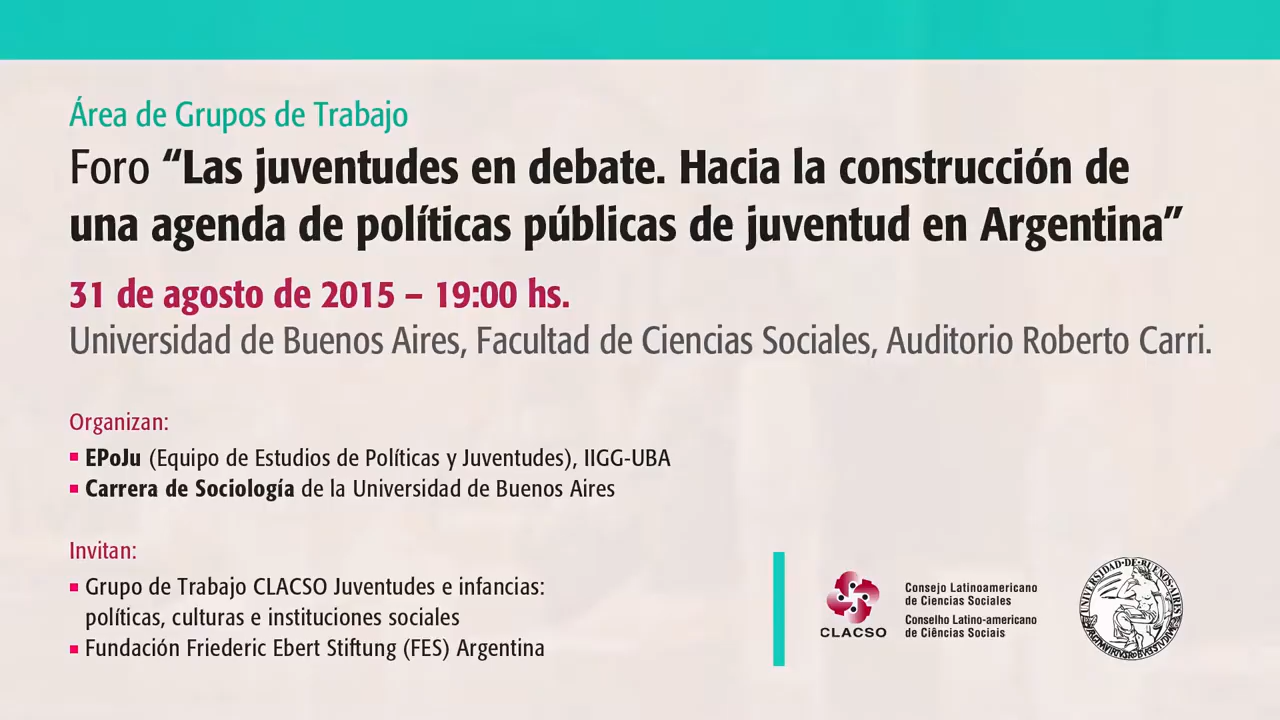 Área de Grupos de Trabajo
Foro “Las juventudes en debate. Hacia la construcción de
una agenda de políticas públicas de juventud en Argentina”
31 de agosto de 2015 – 19:00 hs.
Universidad de Buenos Aires, Facultad de Ciencias Sociales, Auditorio Roberto Carri.
Organizan:
EPoJu (Equipo de Estudios de Políticas y Juventudes), IIGG-UBA
Carrera de Sociología de la Universidad de Buenos Aires
Invitan:
Grupo de Trabajo CLACSO Juventudes e infancias:
políticas, culturas e instituciones sociales
Fundación Friederic Ebert Stiftung (FES) Argentina
CLACSO
Consejo Latinoamericano
de Ciencias Sociales
Conselho Latino-americano
de Ciências Sociais
UNIVERSIDAD·DE·BUENOS·AIRES